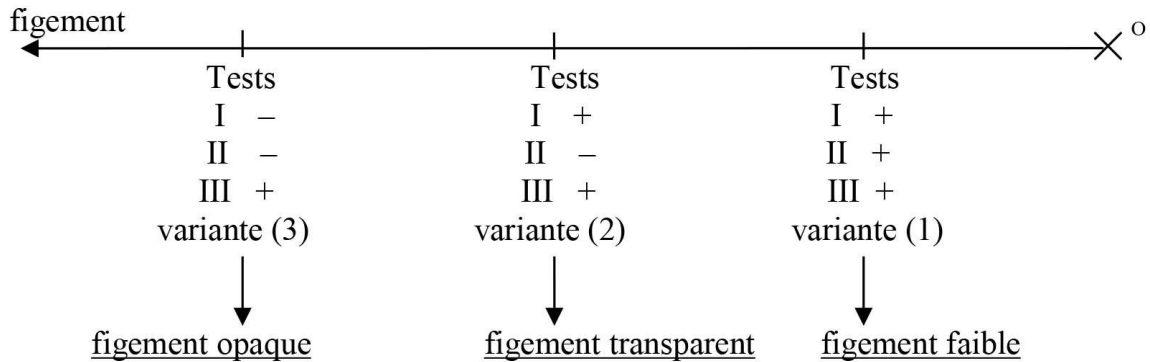 figement o
Tests Tests Tests
I – I + I +
II – II – II +
III + III + III +
variante (3) variante (2) variante (1)
figement opaque figement transparent figement faible